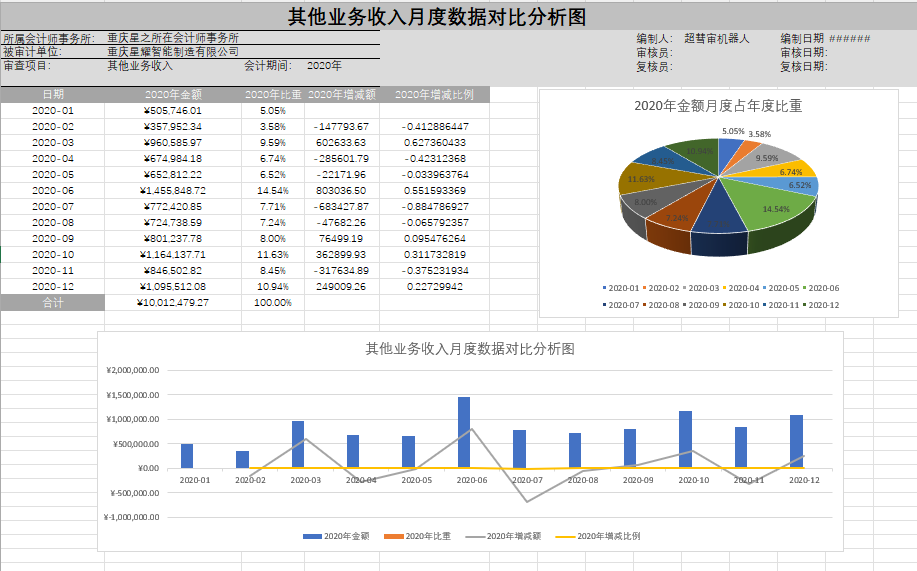 其他业务收入月度数据对比分析图
所属会计师事务所: 重庆星之所在会计师事务所 编制人: 超彗审机器人 编制日期 ######
被审计单位: 重庆星耀智能制造有限公司 审核员: 审核日期:
审查项目: 其他业务收入 会计期间: 2020年 复核员: 复核日期:
日期 2020年金额 2020年比重 2020年增减额 2020年增减比例
2020-01 ¥505,746.01 5.05%
2020-02 ¥357,952.34 3.58% -147793.67 -0.412886447
2020-03 ¥960,585.97 9.59% 602633.63 0.627360433
2020-04 ¥674,984.18 6.74% -285601.79 -0.42312368
2020-05 ¥652,812.22 6.52% -22171.96 -0.033963764
2020-06 ¥1,455,848.72 14.54% 803036.50 0.551593369
2020-07 ¥772,420.85 7.71% -683427.87 -0.884786927
2020-08 ¥724,738.59 7.24% -47682.26 -0.065792357
2020-09 ¥801,237.78 8.00% 76499.19 0.095476264
2020-10 ¥1,164,137.71 11.63% 362899.93 0.311732819
2020-11 ¥846,502.82 8.45% -317634.89 -0.375231934
2020-12 ¥1,095,512.08 10.94% 249009.26 0.22729942
合计 ¥10,012,479.27 100.00%
2020年金额月度占年度比重
5.05% 3.58%
10.94%
8.45% 9.59%
6.74%
11.63% 6.52%
8.00% 14.54%
7.24%
2020-01 2020-02 2020-03 2020-04 2020-05 2020-06
2020-07 2020-08 2020-09 2020-10 2020-11 2020-12
其他业务收入月度数据对比分析图
¥2,000,000.00
¥1,500,000.00
¥1,000,000.00
¥500,000.00
¥0.00
2020-01 2020-02 2020-03 2020-04 2020-05 2020-06 2020-07 2020-08 2020-09 2020-10 2020-11 2020-12
¥-500,000.00
¥-1,000,000.00
2020年金额 2020年比重 2020年增减额 2020年增减比例